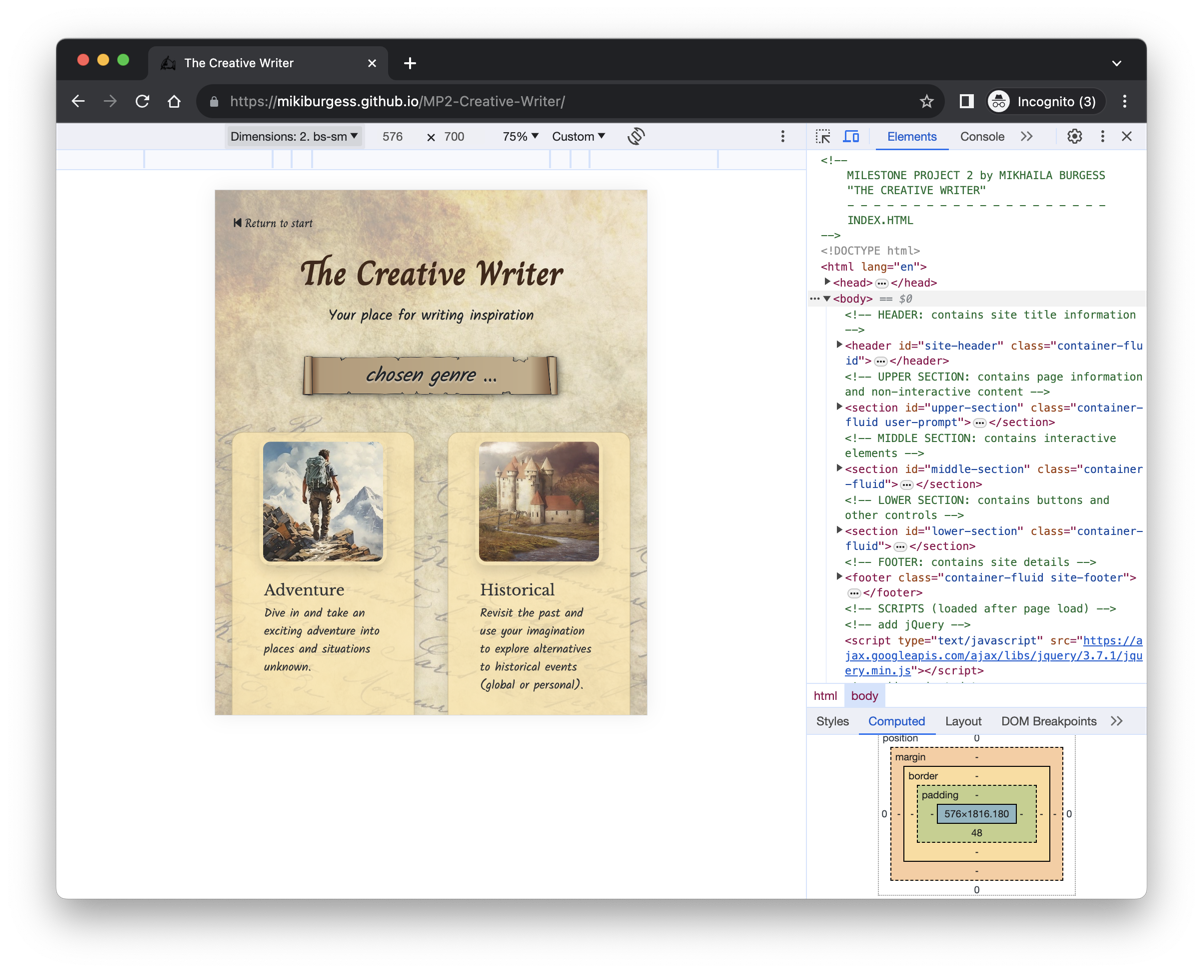 The Creative Writer
https://mikiburgess.github.io/MP2-Creative-Writer/
Incognito (3)
Dimensions: 2. bs-sm ▼ 576 × 700 75% ▼ Custom ▼
Return to start
The Creative Writer
Your place for writing inspiration
chosen genre ...
Adventure
Dive in and take an
exciting adventure into
places and situations
unknown.
Historical
Revisit the past and
use your imagination
to explore alternatives
to historical events
(global or personal).
Elements Console
<!--
MILESTONE PROJECT 2 by MIKHAILA BURGESS
"THE CREATIVE WRITER"
- - - - - - - - - - - - - - - - - - - -
INDEX.HTML
-->
<!DOCTYPE html>
<html lang="en">
<head> ••• </head>
••• <body> == $0
<!-- HEADER: contains site title information
-->
<header id="site-header" class="container-flu
id"> ••• </header>
<!-- UPPER SECTION: contains page information
and non-interactive content -->
<section id="upper-section" class="container-
fluid user-prompt"> ••• </section>
<!-- MIDDLE SECTION: contains interactive
elements -->
<section id="middle-section" class="container
-fluid"> ••• </section>
<!-- LOWER SECTION: contains buttons and
other controls -->
<section id="lower-section" class="container-
fluid"> ••• </section>
<!-- FOOTER: contains site details -->
<footer class="container-fluid site-footer">
••• </footer>
<!-- SCRIPTS (loaded after page load) -->
<!-- add jQuery -->
<script type="text/javascript" src="https://a
jax.googleapis.com/ajax/libs/jquery/3.7.1/jqu
ery.min.js"></script>
html body
Styles Computed Layout DOM Breakpoints
position 0
margin -
border -
padding -
0 - - - 576×1816.180 - - - 0
48
-
-
0